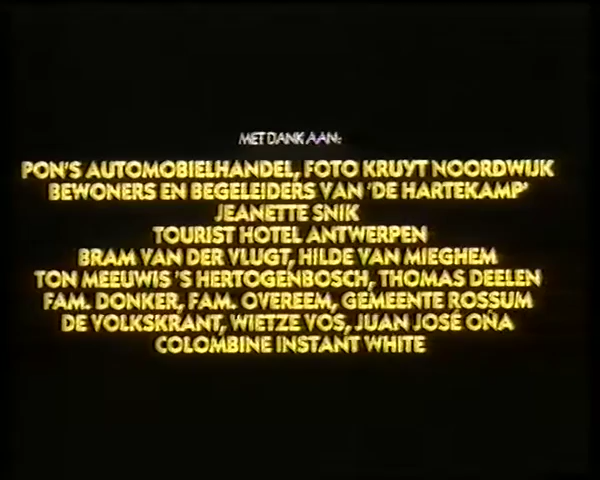 MET DANK AAN:
PON'S AUTOMOBIELHANDEL, FOTO KRUYT NOORDWIJK
BEWONERS EN BEGELEIDERS VAN 'DE HARTEKAMP'
JEANETTE SNIK
TOURIST HOTEL ANTWERPEN
BRAM VAN DER VLUGT, HILDE VAN MIEGHEM
TON MEEUWIS 'S HERTOGENBOSCH, THOMAS DEELEN
FAM. DONKER, FAM. OVEREEM, GEMEENTE ROSSUM
DE VOLKSKRANT, WIETZE VOS, JUAN JOSÉ OÑA
COLOMBINE INSTANT WHITE